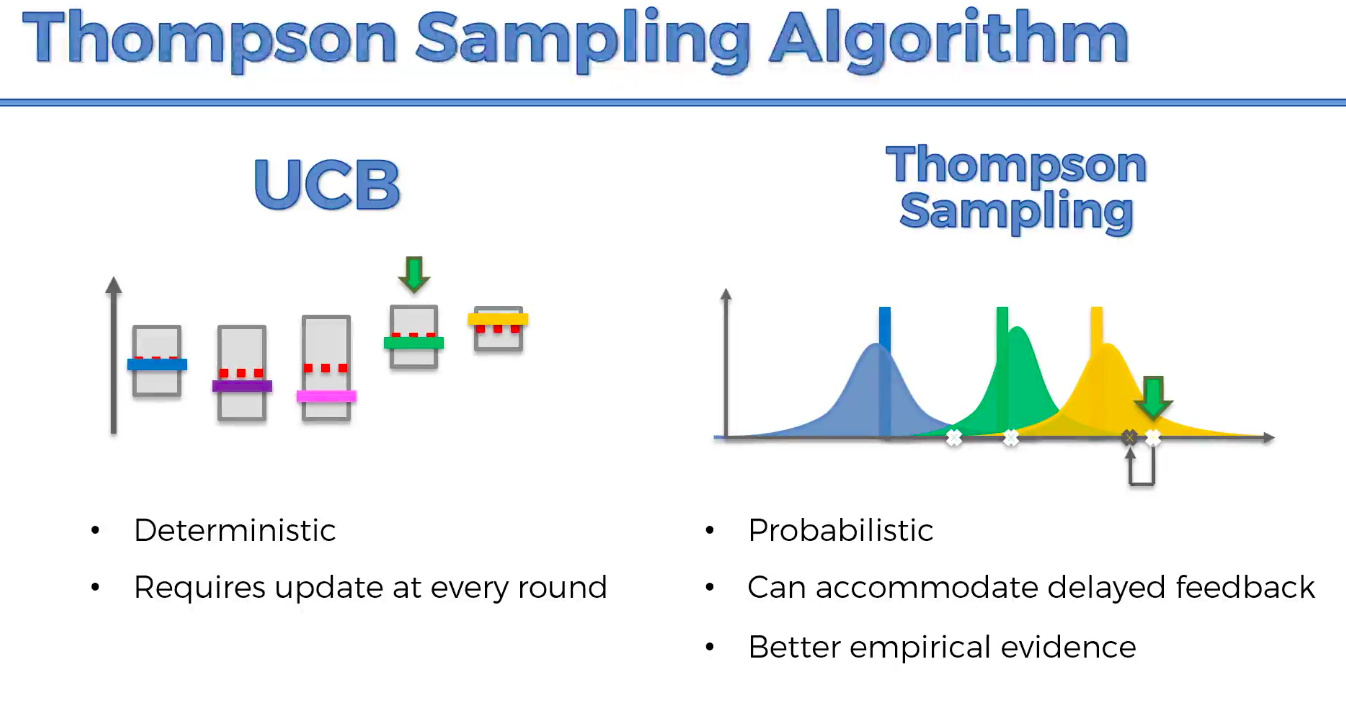 Thompson Sampling Algorithm
UCB
• Deterministic
• Requires update at every round
Thompson
Sampling
• Probabilistic
• Can accommodate delayed feedback
• Better empirical evidence